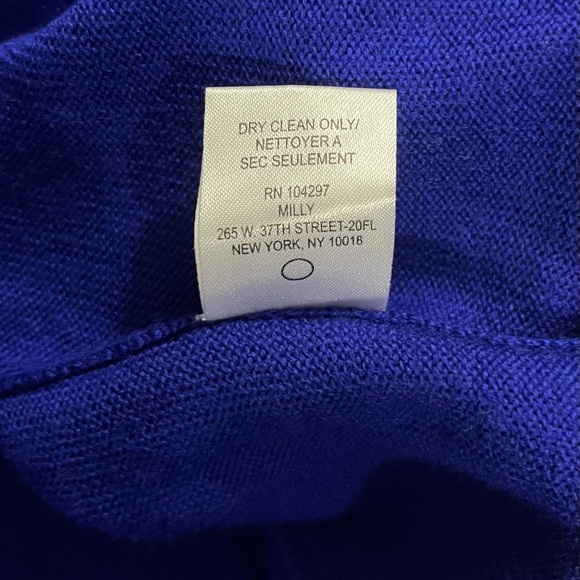 DRY CLEAN ONLY/
NETTOYER A
SEC SEULEMENT
RN 104297
MILLY
265 W. 37TH STREET-20FL
NEW YORK, NY 10018